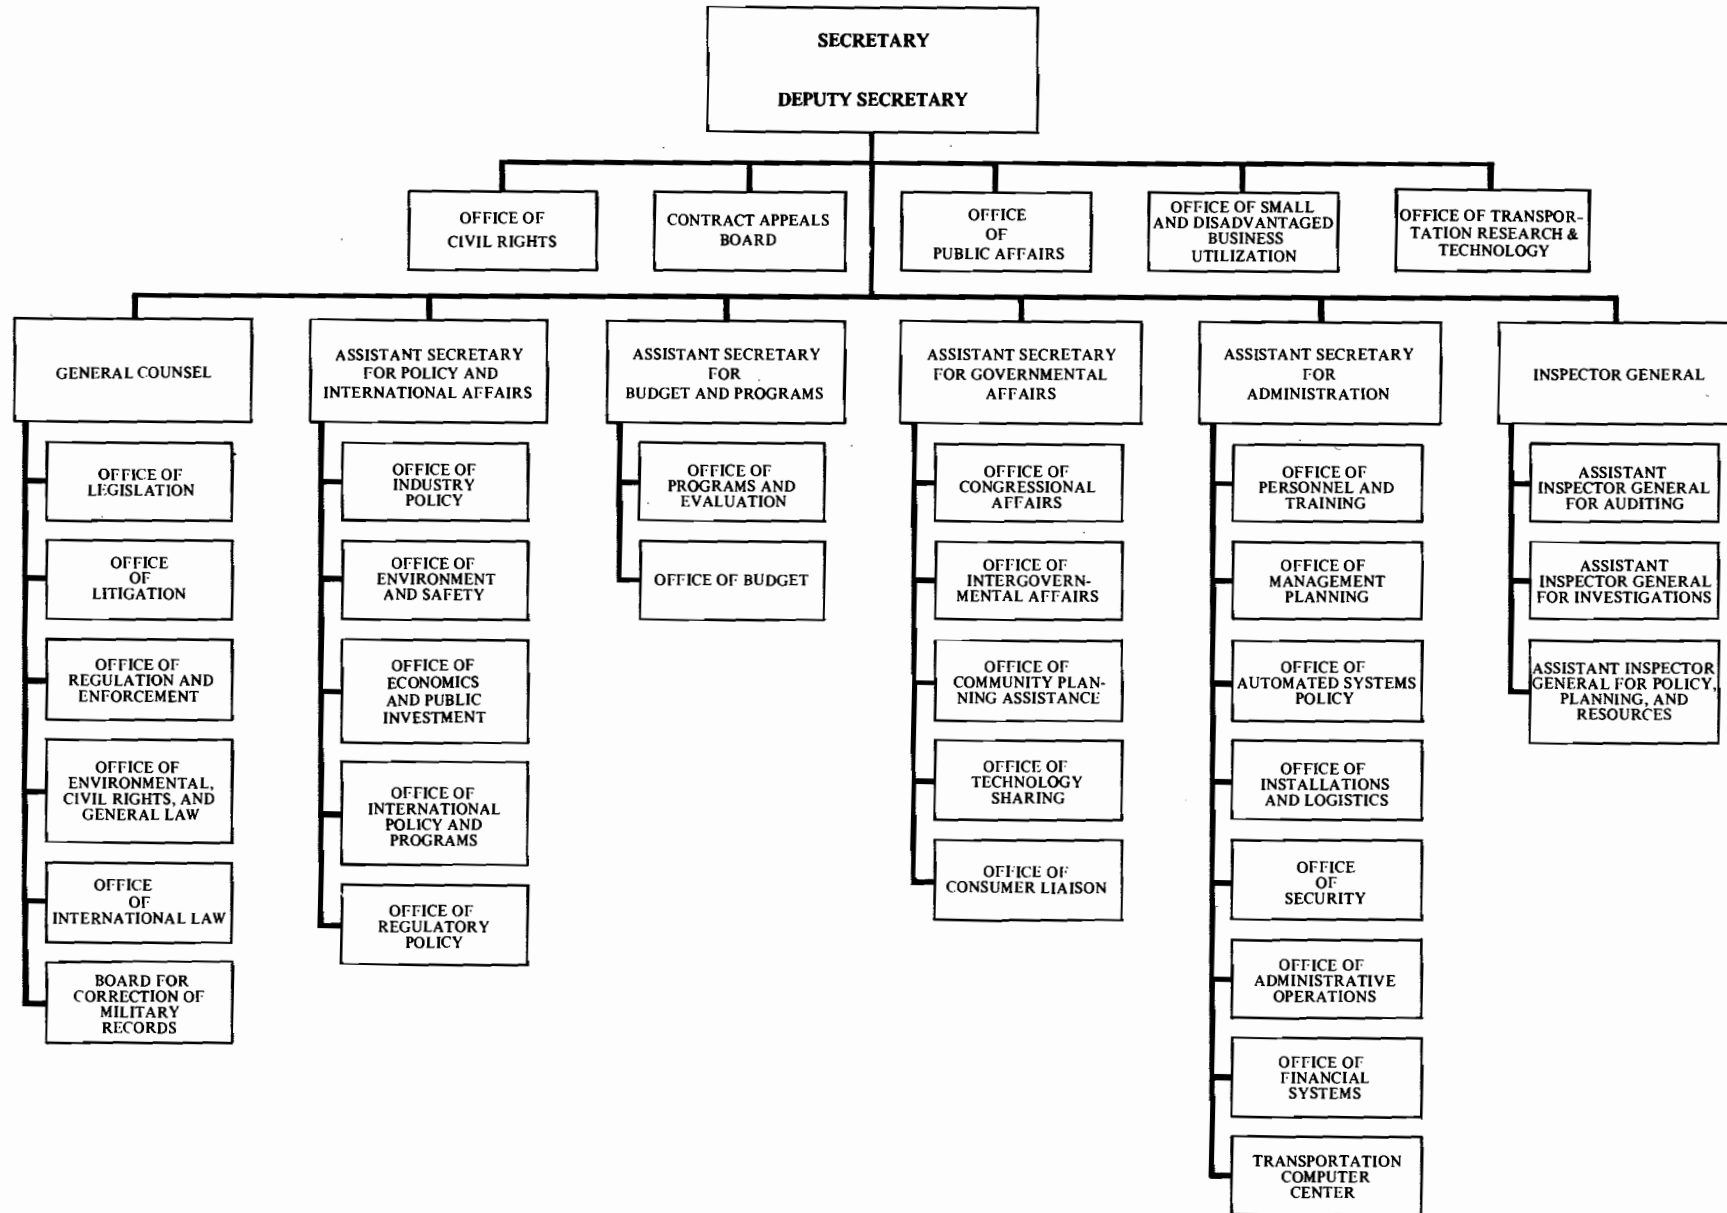 SECRETARY
DEPUTY SECRETARY
OFFICE OF
CIVIL RIGHTS
CONTRACT APPEALS
BOARD
OFFICE
OF
PUBLIC AFFAIRS
OFFICE OF SMALL
AND DISADVANTAGED
BUSINESS
UTILIZATION
OFFICE OF TRANSPOR-
TATION RESEARCH &
TECHNOLOGY
GENERAL COUNSEL
ASSISTANT SECRETARY
FOR POLICY AND
INTERNATIONAL AFFAIRS
ASSISTANT SECRETARY
FOR
BUDGET AND PROGRAMS
ASSISTANT SECRETARY
FOR GOVERNMENTAL
AFFAIRS
ASSISTANT SECRETARY
FOR
ADMINISTRATION
INSPECTOR GENERAL
OFFICE OF
LEGISLATION
OFFICE
OF
LITIGATION
OFFICE OF
REGULATION AND
ENFORCEMENT
OFFICE OF
ENVIRONMENTAL,
CIVIL RIGHTS, AND
GENERAL LAW
OFFICE
OF
INTERNATIONAL LAW
BOARD FOR
CORRECTION OF
MILITARY
RECORDS
OFFICE OF
INDUSTRY
POLICY
OFFICE OF
ENVIRONMENT
AND SAFETY
OFFICE OF
ECONOMICS
AND PUBLIC
INVESTMENT
OFFICE OF
INTERNATIONAL
POLICY AND
PROGRAMS
OFFICE OF
REGULATORY
POLICY
OFFICE OF
PROGRAMS AND
EVALUATION
OFFICE OF BUDGET
OFFICE OF
CONGRESSIONAL
AFFAIRS
OFFICE OF
INTERGOVERN-
MENTAL AFFAIRS
OFFICE OF
COMMUNITY PLAN-
NING ASSISTANCE
OFFICE OF
TECHNOLOGY
SHARING
OFFICE OF
CONSUMER LIAISON
OFFICE OF
PERSONNEL AND
TRAINING
OFFICE OF
MANAGEMENT
PLANNING
OFFICE OF
AUTOMATED SYSTEMS
POLICY
OFFICE OF
INSTALLATIONS
AND LOGISTICS
OFFICE
OF
SECURITY
OFFICE OF
ADMINISTRATIVE
OPERATIONS
OFFICE OF
FINANCIAL
SYSTEMS
TRANSPORTATION
COMPUTER
CENTER
ASSISTANT
INSPECTOR GENERAL
FOR AUDITING
ASSISTANT
INSPECTOR GENERAL
FOR INVESTIGATIONS
ASSISTANT INSPECTOR
GENERAL FOR POLICY,
PLANNING, AND
RESOURCES